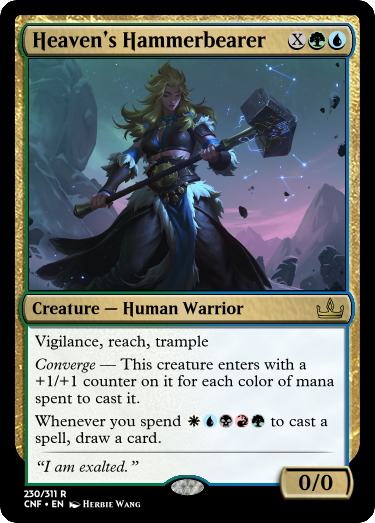 Heaven's Hammerbearer X
Creature — Human Warrior
Vigilance, reach, trample
Converge — This creature enters with a
+1/+1 counter on it for each color of mana
spent to cast it.
Whenever you spend to cast a
spell, draw a card.
“I am exalted.”
0/0
230/311 R
CNF • EN Herbie Wang